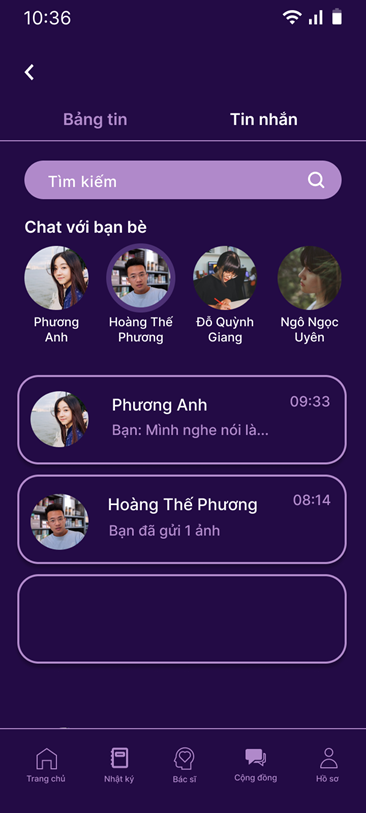 10:36
Bảng tin
Tin nhắn
Tìm kiếm
Chat với bạn bè
Phương
Anh
Hoàng Thế
Phương
Đỗ Quỳnh
Giang
Ngô Ngọc
Uyên
Phương Anh
09:33
Bạn: Mình nghe nói là...
Hoàng Thế Phương
08:14
Bạn đã gửi 1 ảnh
Trang chủ
Nhật ký
Bác sĩ
Cộng đồng
Hồ sơ